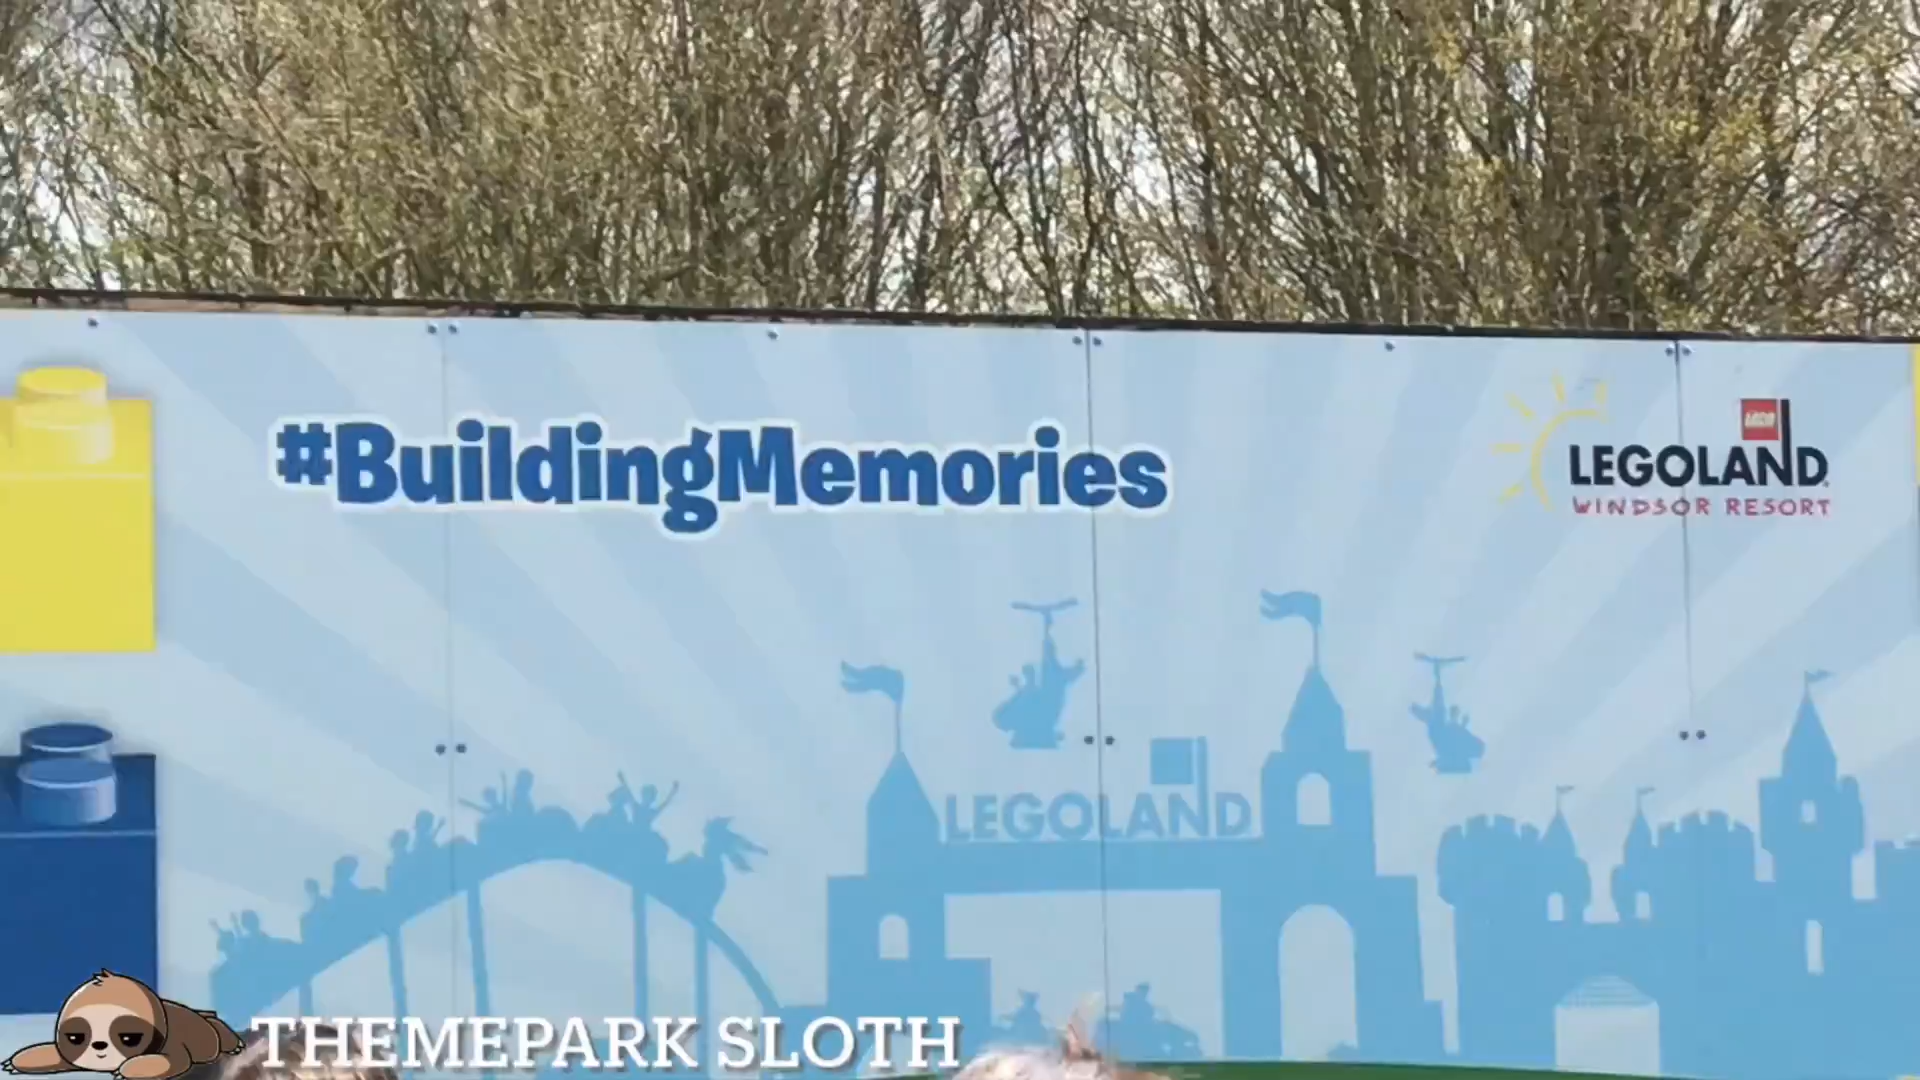 #BuildingMemories
LEGO
LEGOLAND
WINDSOR RESORT
LEGOLAND
THEMEPARK SLOTH